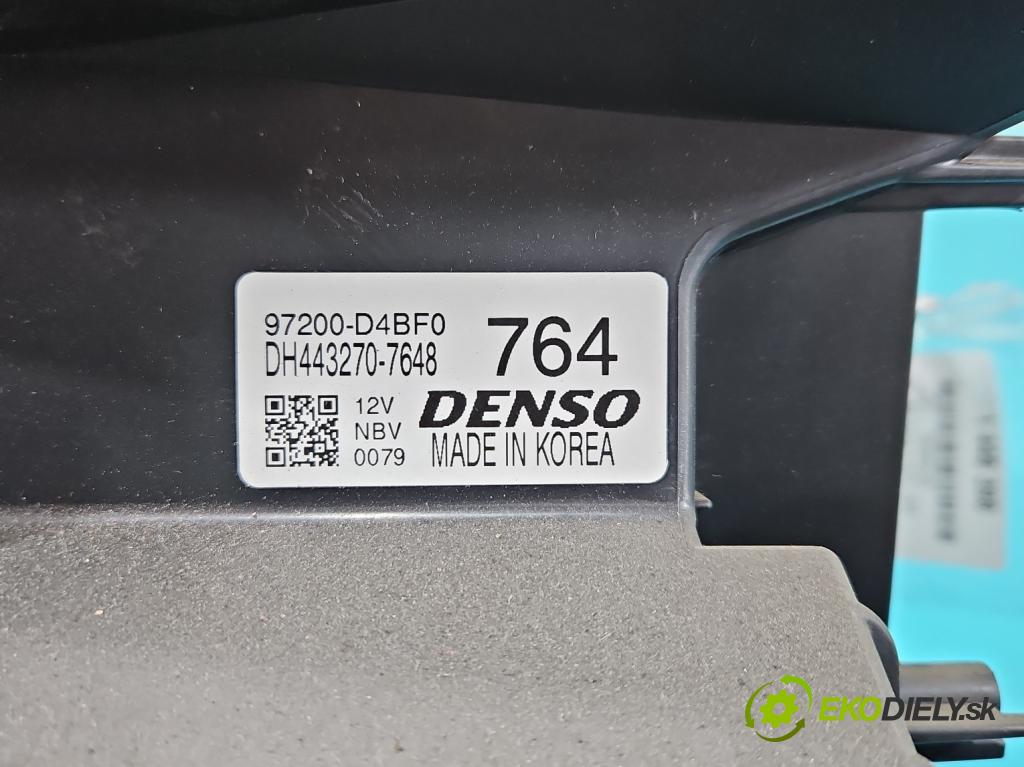 97200-D4BF0
DH443270-7648
764
12V
NBV
0079
DENSO
MADE IN KOREA
EKODIELY.sk